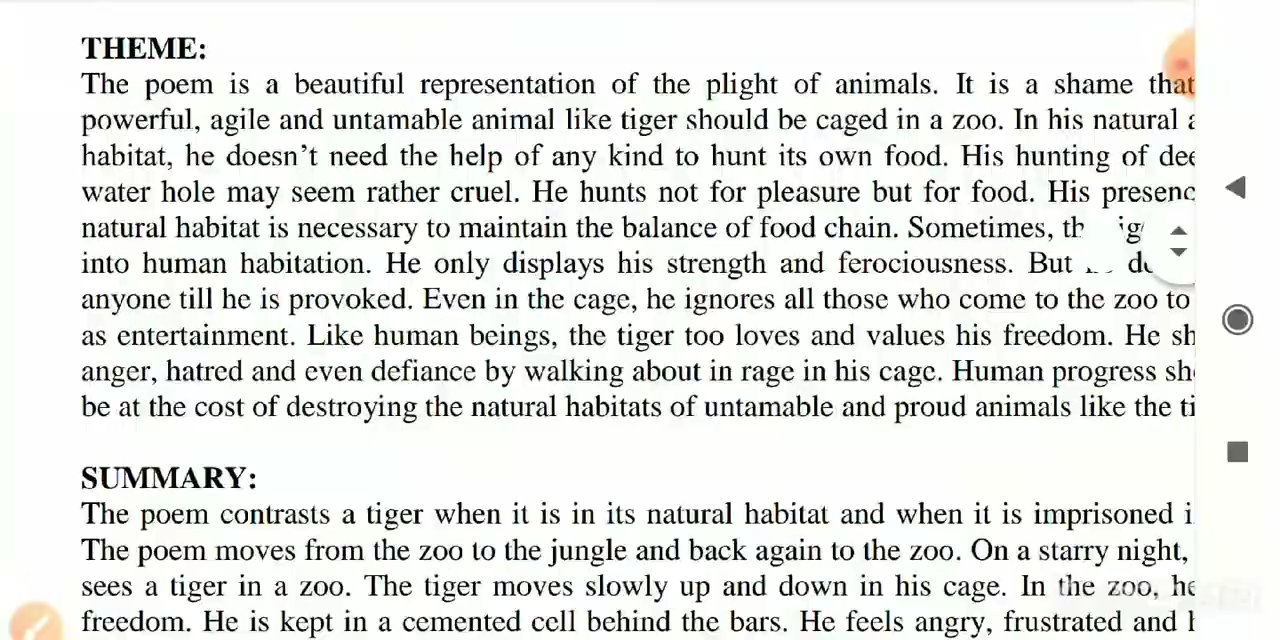 THEME:
The poem is a beautiful representation of the plight of animals. It is a shame that
powerful, agile and untamable animal like tiger should be caged in a zoo. In his natural
habitat, he doesn't need the help of any kind to hunt its own food. His hunting of
water hole may seem rather cruel. He hunts not for pleasure but for food. His
natural habitat is necessary to maintain the balance of food chain. Sometimes,
into human habitation. He only displays his strength and ferociousness. But
anyone till he is provoked. Even in the cage, he ignores all those who come to the zoo to
as entertainment. Like human beings, the tiger too loves and values his freedom. He
anger, hatred and even defiance by walking about in rage in his cage. Human progress
be at the cost of destroying the natural habitats of untamable and proud animals like the
SUMMARY:
The poem contrasts a tiger when it is in its natural habitat and when it is imprisoned
The poem moves from the zoo to the jungle and back again to the zoo. On a starry night,
sees a tiger in a zoo. The tiger moves slowly up and down in his cage. In the zoo, he
freedom. He is kept in a cemented cell behind the bars. He feels angry, frustrated and